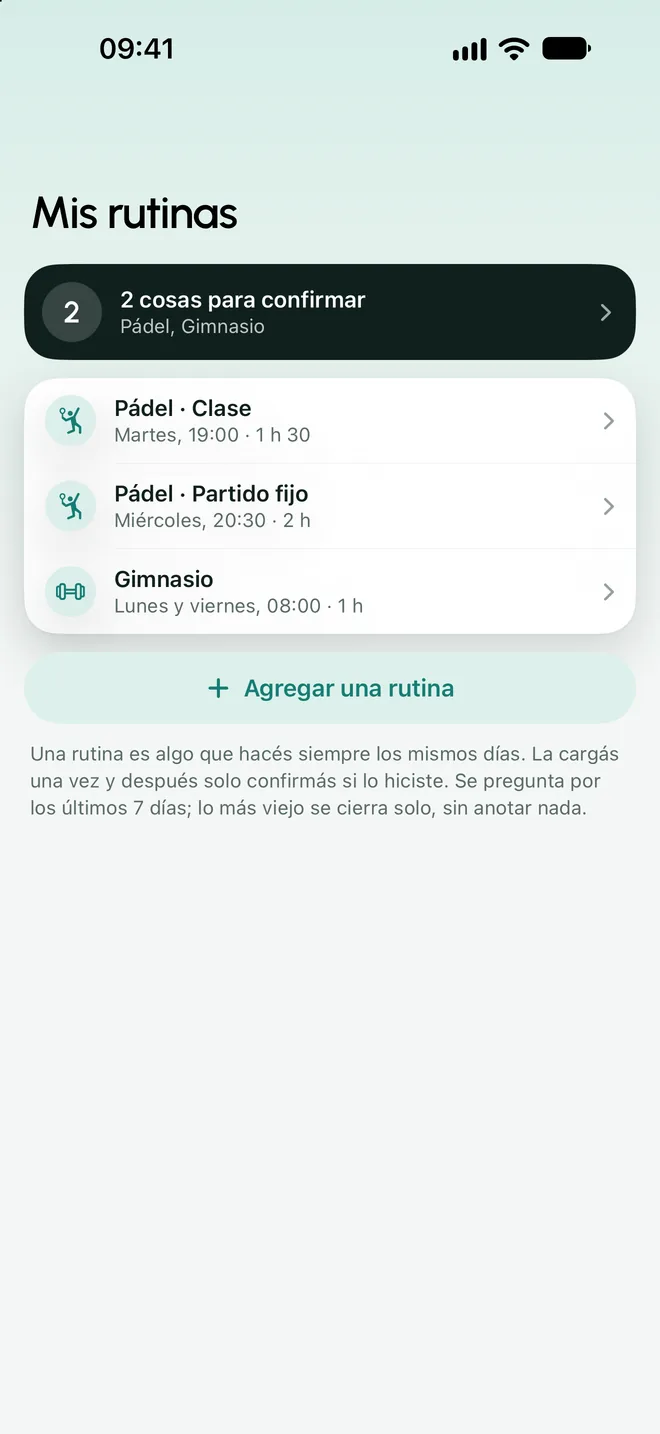 09:41
Mis rutinas
2
2 cosas para confirmar
Pádel, Gimnasio
Pádel · Clase
Martes, 19:00 · 1 h 30
Pádel · Partido fijo
Miércoles, 20:30 · 2 h
Gimnasio
Lunes y viernes, 08:00 · 1 h
+ Agregar una rutina
Una rutina es algo que hacés siempre los mismos días. La cargás
una vez y después solo confirmás si lo hiciste. Se pregunta por
los últimos 7 días; lo más viejo se cierra solo, sin anotar nada.